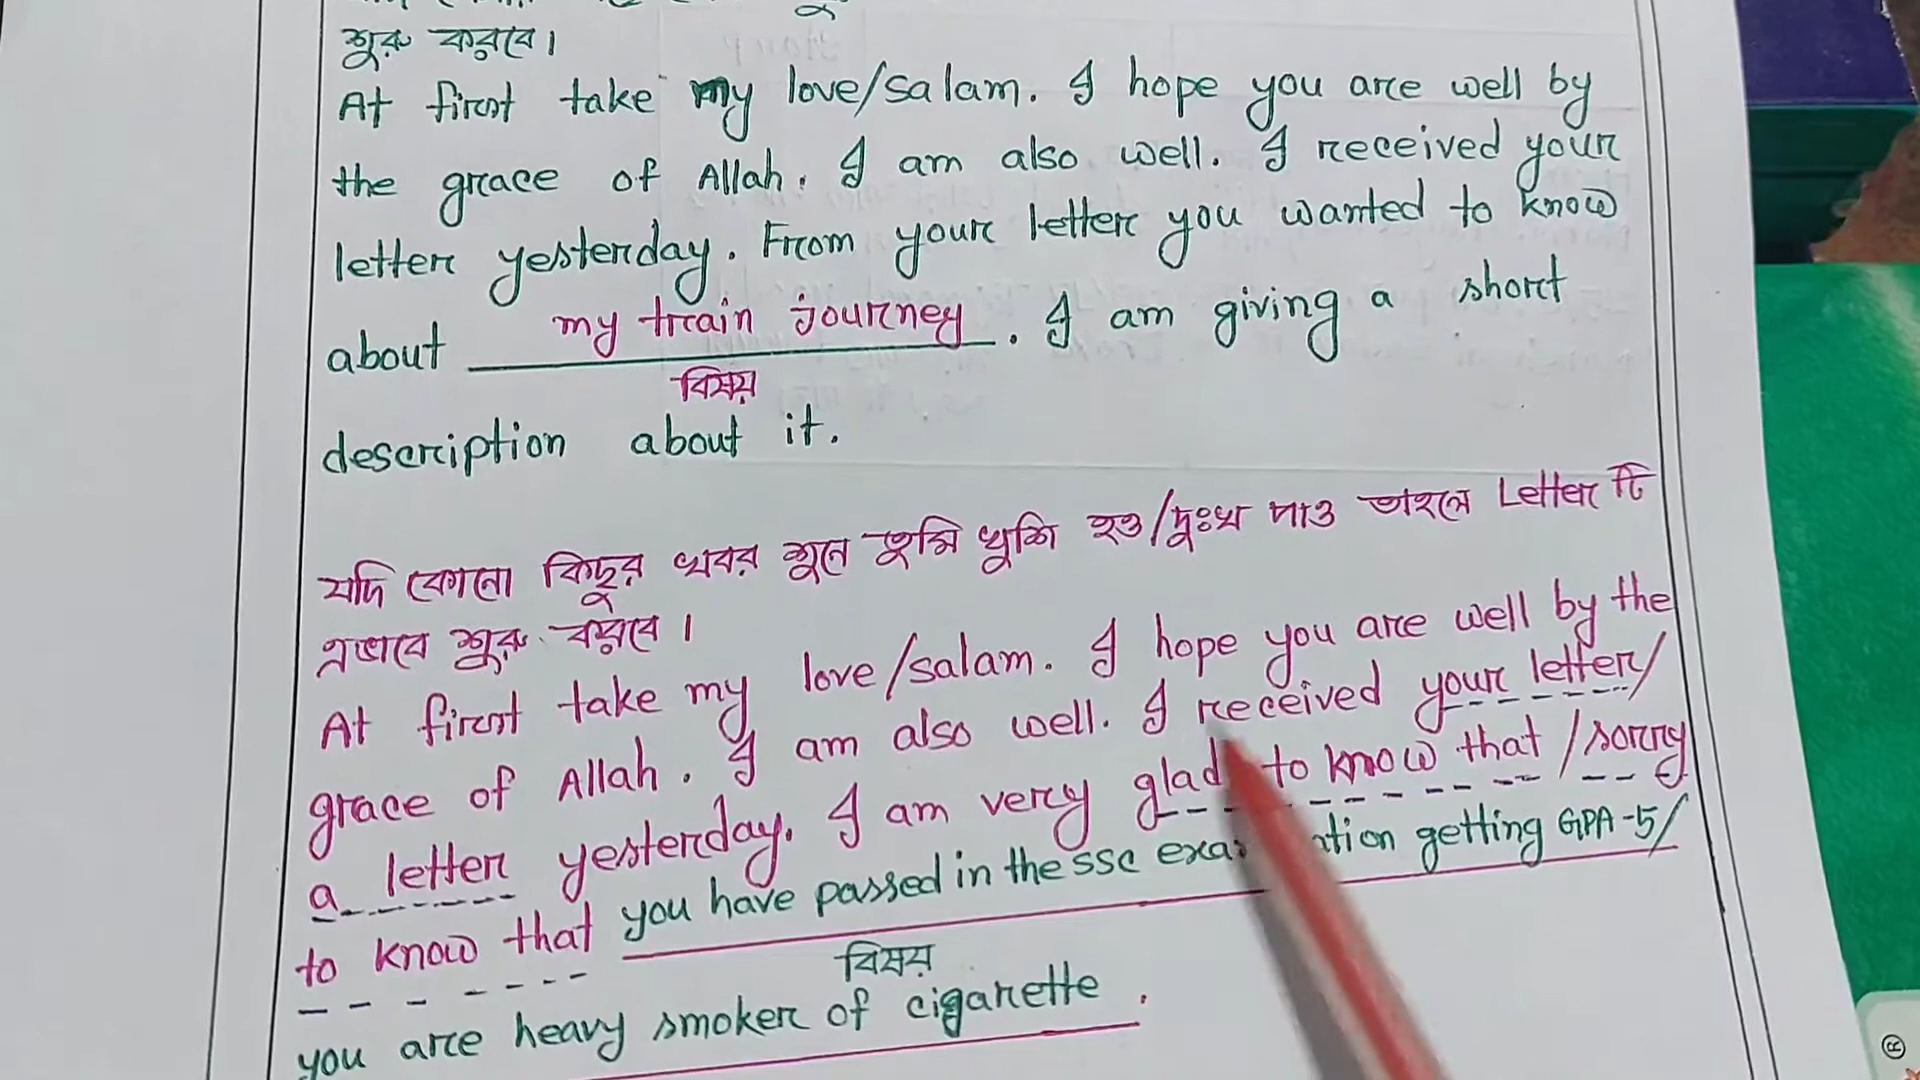 শুরু করবে।
At first take my love/salam. I hope you are well by
the grace of Allah. I am also well. I received your
letter yesterday. From your letter you wanted to know
about my train journey. I am giving a short
বিষয়
description about it.
যদি কোনো কিছুর খবর শুনে তুমি খুশি হও/দুঃখ পাও তাহলে Letter টি
এভাবে শুরু করবে।
At first take my love/salam. I hope you are well by the
grace of Allah. I am also well. I received your letter/
a letter yesterday. I am very glad to know that/sorry
to know that you have passed in the SSC getting GPA-5/
বিষয়
you are heavy smoker of cigarette.
®